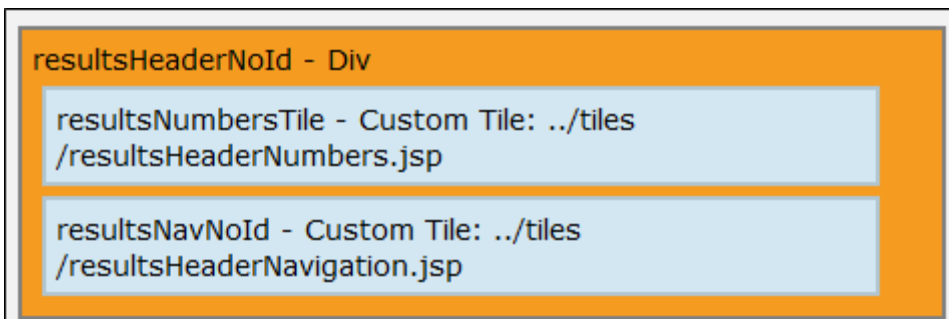 resultsHeaderNoId - Div
resultsNumbersTile - Custom Tile: ../tiles
/resultsHeaderNumbers.jsp
resultsNavNoId - Custom Tile: ../tiles
/resultsHeaderNavigation.jsp